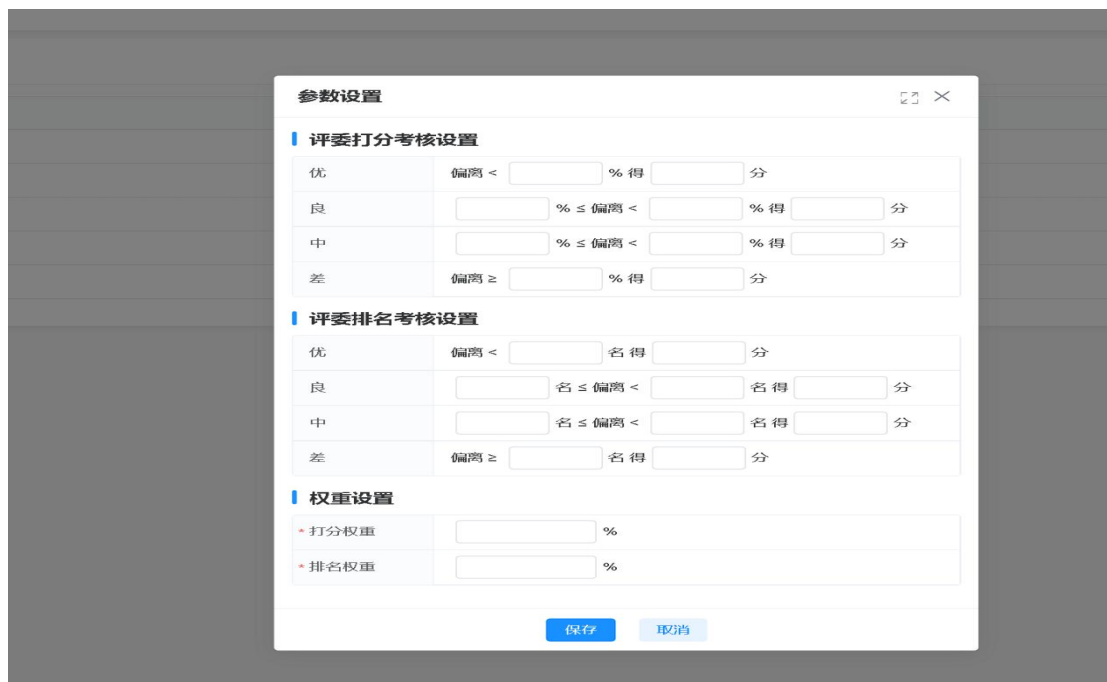 参数设置
评委打分考核设置
优 偏离 < % 得 分
良 % ≤ 偏离 < % 得 分
中 % ≤ 偏离 < % 得 分
差 偏离 ≥ % 得 分
评委排名考核设置
优 偏离 < 名 得 分
良 名 ≤ 偏离 < 名 得 分
中 名 ≤ 偏离 < 名 得 分
差 偏离 ≥ 名 得 分
权重设置
* 打分权重 %
* 排名权重 %
保存 取消